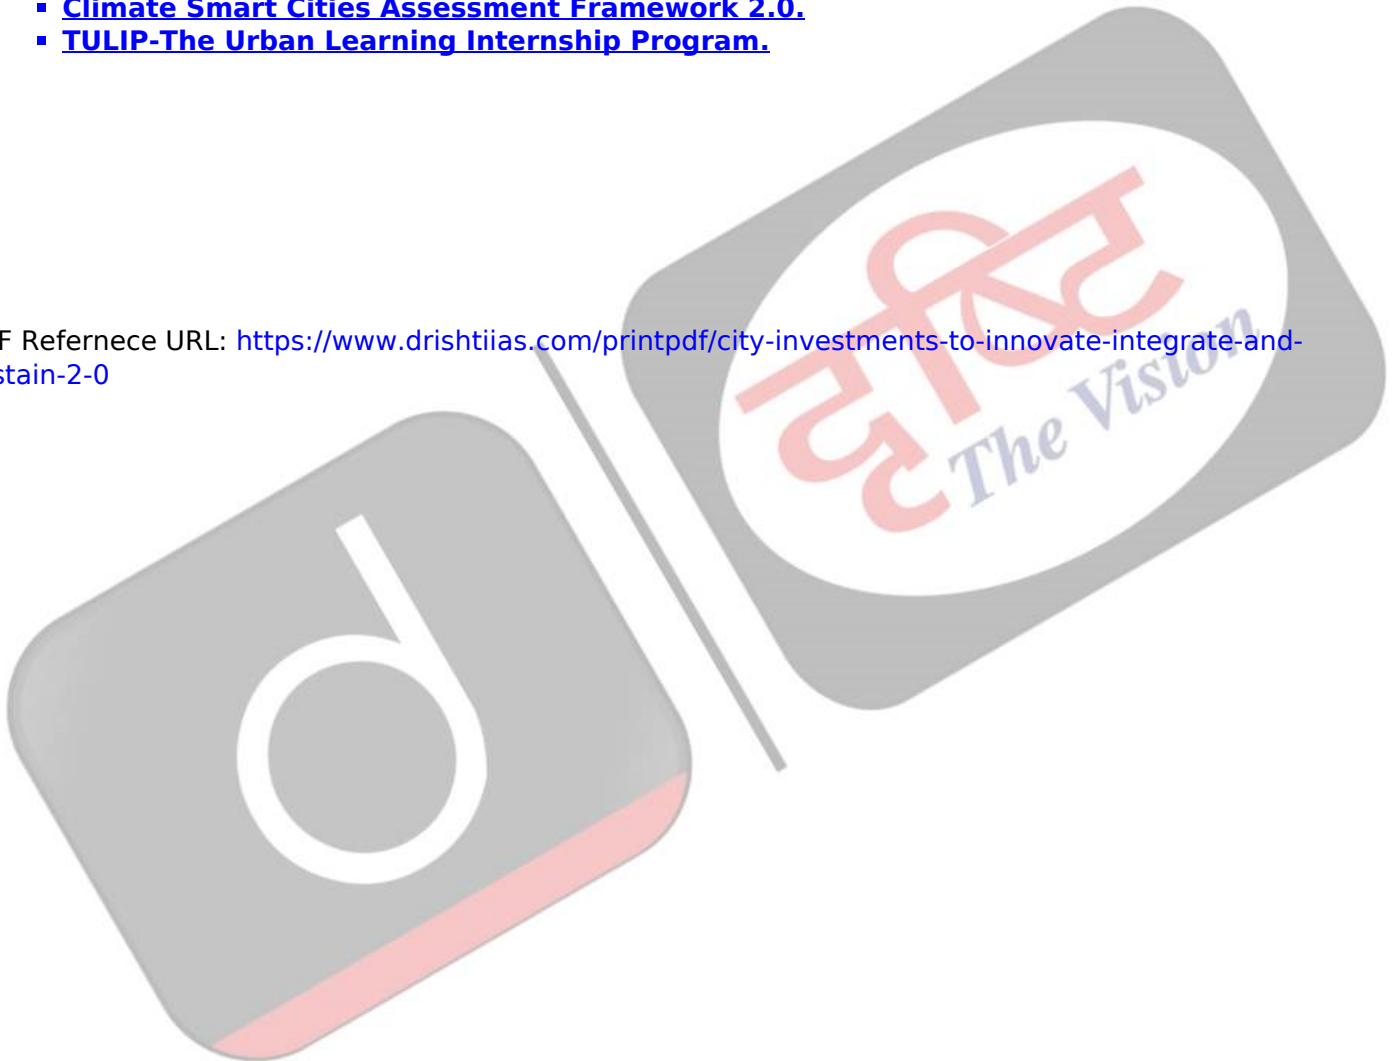 Climate Smart Cities Assessment Framework 2.0.
TULIP-The Urban Learning Internship Program.
F Refernece URL: https://www.drishtiias.com/printpdf/city-investments-to-innovate-integrate-and-
stain-2-0
दृष्टि
The Vision
d